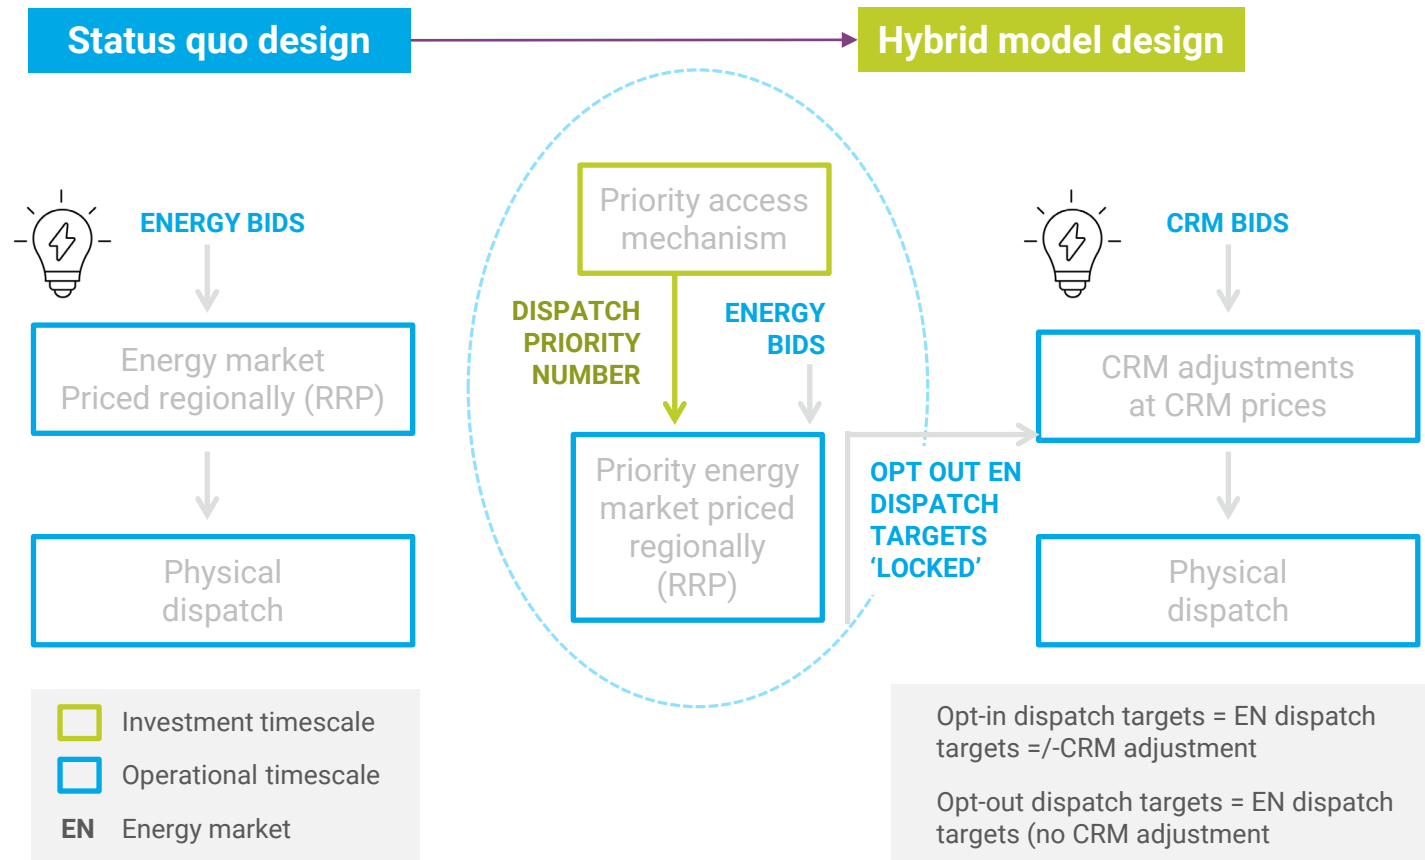 Status quo design
Hybrid model design
ENERGY BIDS
Energy market
Priced regionally (RRP)
Physical
dispatch
Priority access
mechanism
DISPATCH
PRIORITY
NUMBER
ENERGY
BIDS
Priority energy
market priced
regionally
(RRP)
OPT OUT EN
DISPATCH
TARGETS
‘LOCKED’
CRM BIDS
CRM adjustments
at CRM prices
Physical
dispatch
Investment timescale
Operational timescale
EN Energy market
Opt-in dispatch targets = EN dispatch
targets =/-CRM adjustment
Opt-out dispatch targets = EN dispatch
targets (no CRM adjustment